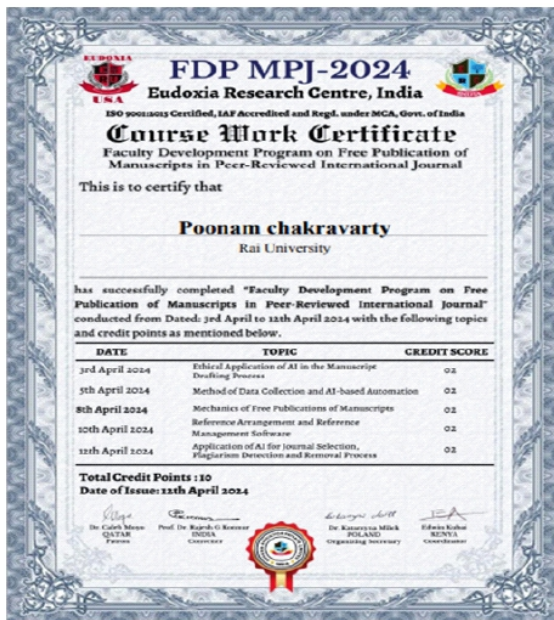 EUDOXIA
USA
FDP MPJ-2024
Eudoxia Research Centre, India
ISO 9001:2015 Certified, IAF Accredited and Regd. under MCA, Govt. of India
Course Work Certificate
Faculty Development Program on Free Publication of
Manuscripts in Peer-Reviewed International Journal
This is to certify that
Poonam chakravarty
Rai University
has successfully completed "Faculty Development Program on Free
Publication of Manuscripts in Peer-Reviewed International Journal"
conducted from Dated: 3rd April to 12th April 2024 with the following topics
and credit points as mentioned below.
DATE TOPIC CREDIT SCORE
3rd April 2024 Ethical Application of AI in the Manuscript
Drafting Process 02
5th April 2024 Method of Data Collection and AI-based Automation 02
8th April 2024 Mechanics of Free Publications of Manuscripts 02
10th April 2024 Reference Arrangement and Reference
Management Software 02
12th April 2024 Application of AI for Journal Selection,
Plagiarism Detection and Removal Process 02
Total Credit Points : 10
Date of Issue: 12th April 2024
Dr. Caleb Moyo Prof. Dr. Rajesh G Konnur Dr. Katarzyna Milek Edwin
QATAR INDIA POLAND KENYA
Patron Convenor Organizing Secretary Coordinator